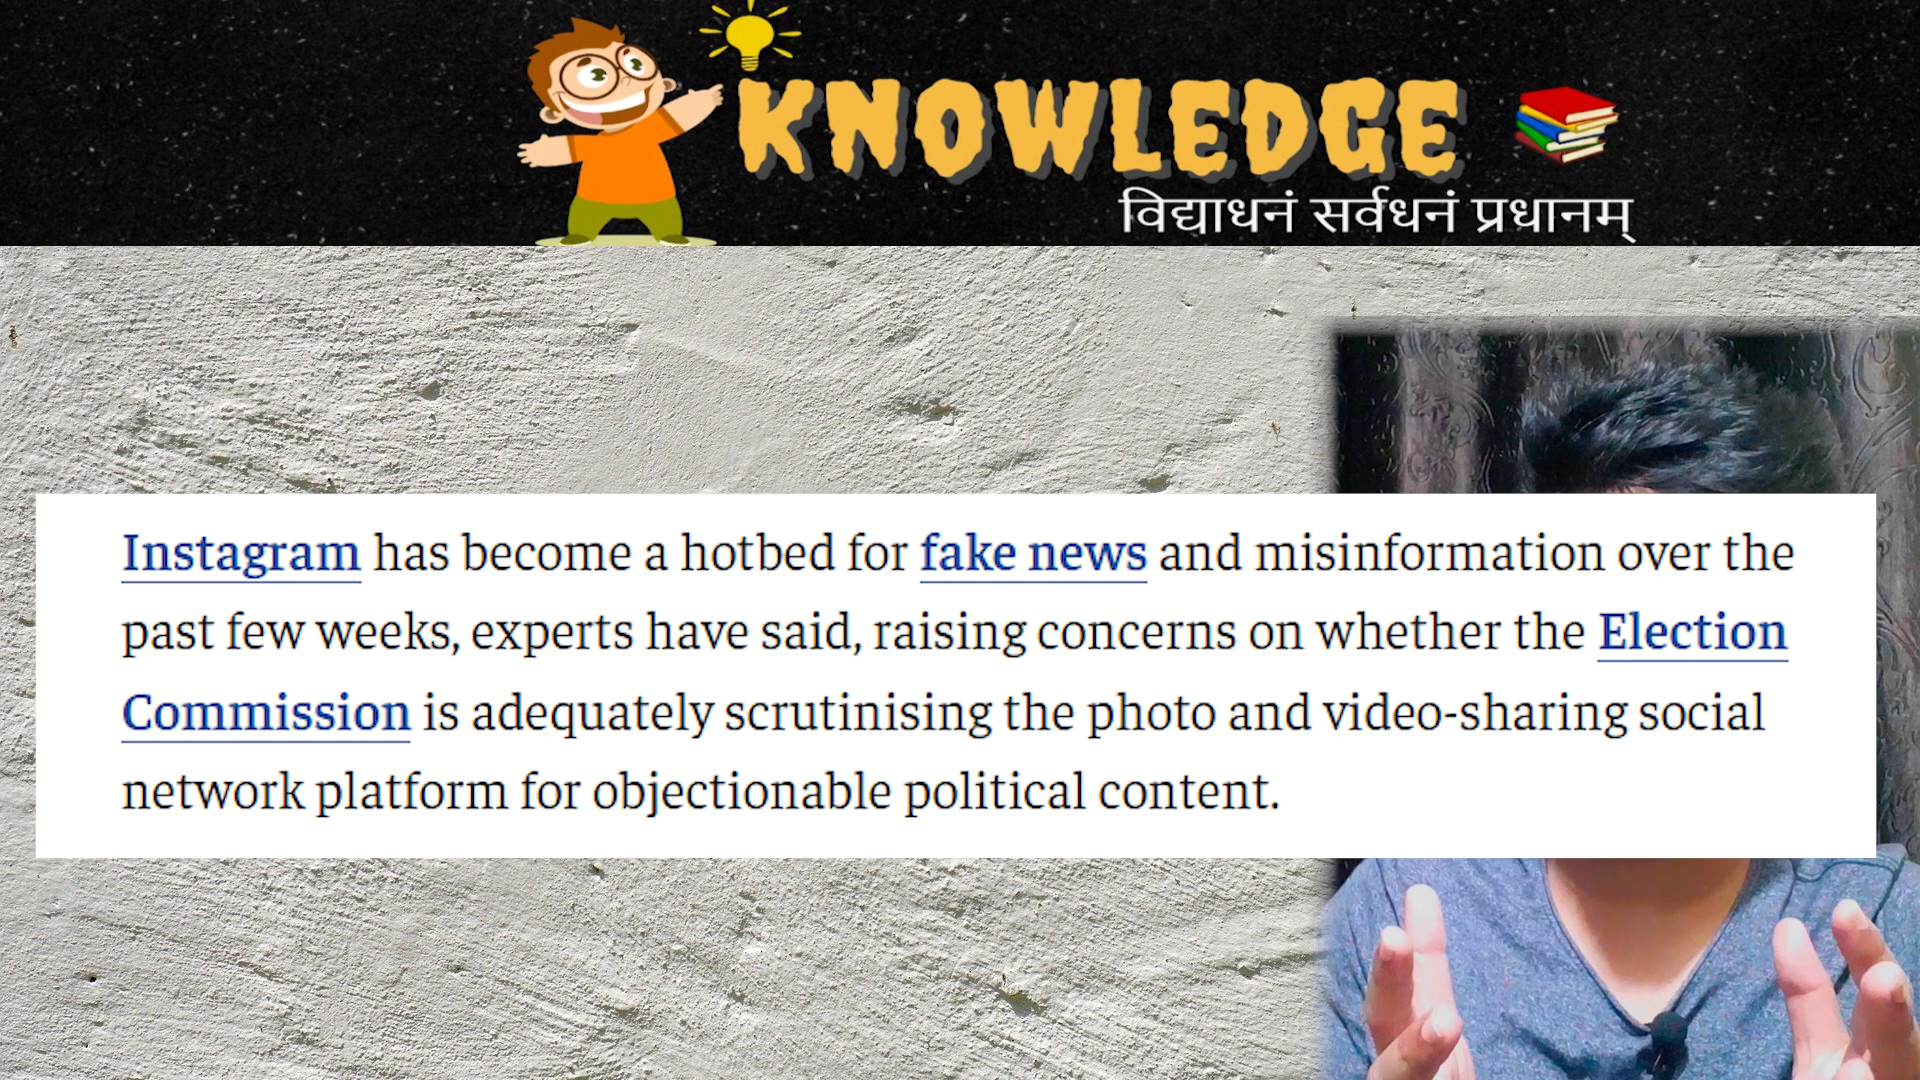 KNOWLEDGE
विद्याधनं सर्वधनं प्रधानम्
Instagram has become a hotbed for fake news and misinformation over the
past few weeks, experts have said, raising concerns on whether the Election
Commission is adequately scrutinising the photo and video-sharing social
network platform for objectionable political content.